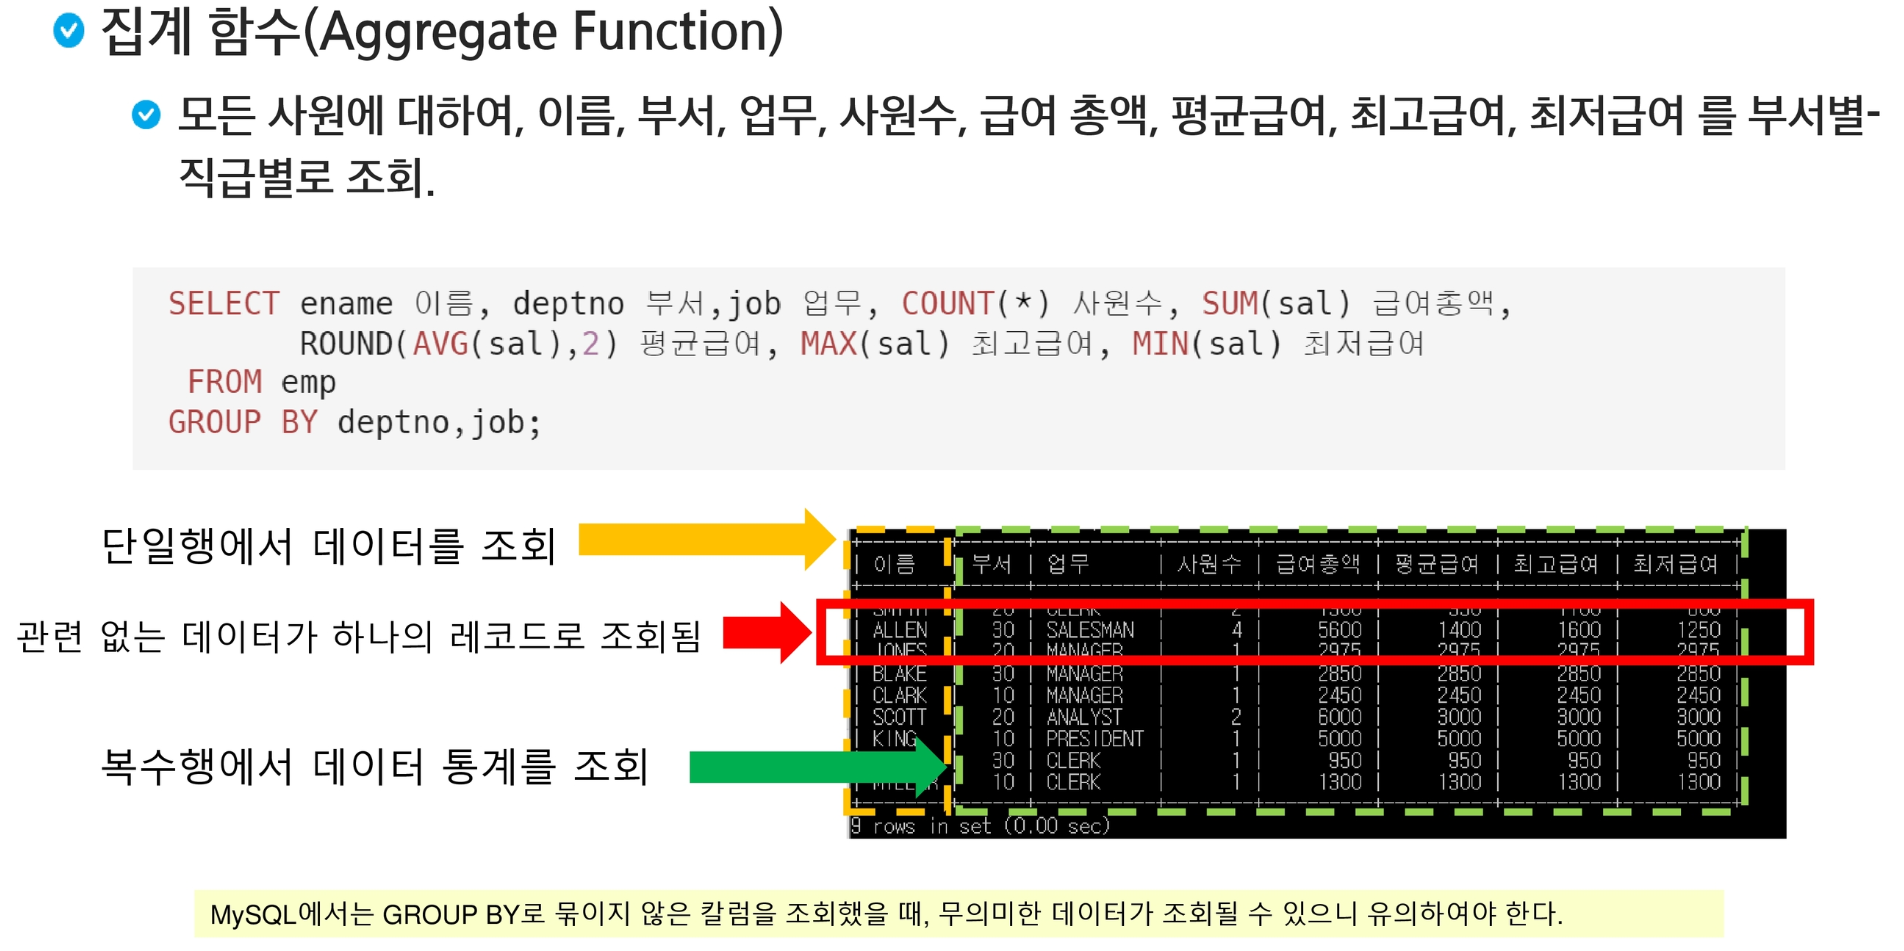 집계 함수(Aggregate Function)
모든 사원에 대하여, 이름, 부서, 업무, 사원수, 급여 총액, 평균급여, 최고급여, 최저급여 를 부서별-
직급별로 조회.
SELECT ename 이름, deptno 부서,job 업무, COUNT(*) 사원수, SUM(sal) 급여총액,
ROUND(AVG(sal),2) 평균급여, MAX(sal) 최고급여, MIN(sal) 최저급여
FROM emp
GROUP BY deptno,job;
단일행에서 데이터를 조회
관련 없는 데이터가 하나의 레코드로 조회됨
복수행에서 데이터 통계를 조회
| 이름 | 부서 | 업무 | 사원수 | 급여총액 | 평균급여 | 최고급여 | 최저급여 |
SMITH 20 CLERK 2
| ALLEN | 30 | SALESMAN | 4 | 5600 | 1400 | 1600 | 1250 |
| JONES | 20 | MANAGER | 1 | 2975 | 2975 | 2975 | 2975 |
| BLAKE | 30 | MANAGER | 1 | 2850 | 2850 | 2850 | 2850 |
| CLARK | 10 | MANAGER | 1 | 2450 | 2450 | 2450 | 2450 |
| SCOTT | 20 | ANALYST | 2 | 6000 | 3000 | 3000 | 3000 |
| KING | 10 | PRESIDENT | 1 | 5000 | 5000 | 5000 | 5000 |
30 | CLERK | 1 | 950 | 950 | 950 | 950 |
10 | CLERK | 1 | 1300 | 1300 | 1300 | 1300 |
9 rows in set (0.00 sec)
MySQL에서는 GROUP BY로 묶이지 않은 칼럼을 조회했을 때, 무의미한 데이터가 조회될 수 있으니 유의하여야 한다.